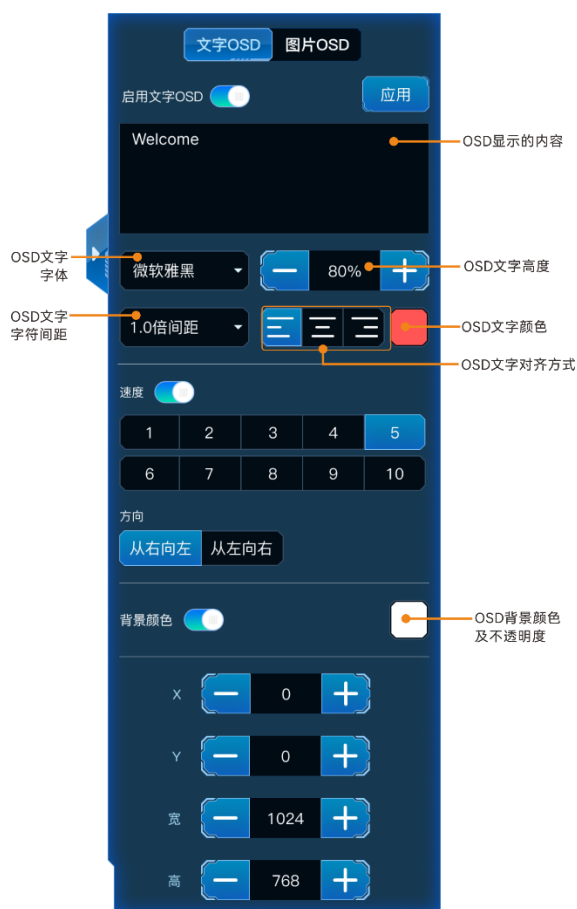 文字OSD 图片OSD
启用文字OSD 应用
Welcome
OSD显示的内容
OSD文字
字体
微软雅黑 80%
OSD文字高度
OSD文字
字符间距
1.0倍间距
OSD文字颜色
OSD文字对齐方式
速度
1 2 3 4 5
6 7 8 9 10
方向
从右向左 从左向右
背景颜色
OSD背景颜色
及不透明度
X 0
Y 0
宽 1024
高 768